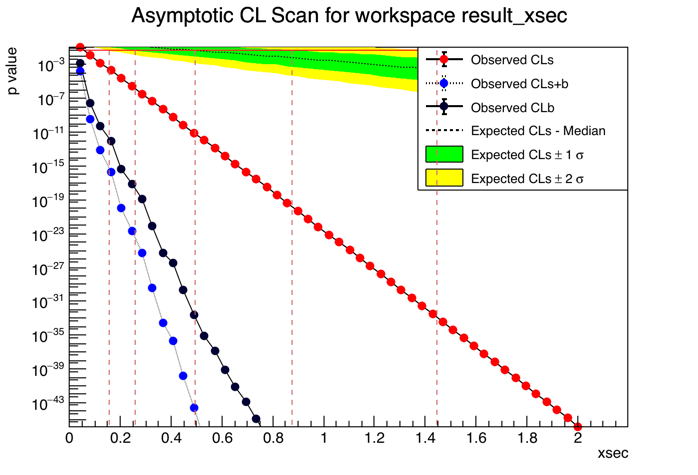 Asymptotic CL Scan for workspace result_xsec
p value
10⁻³
10⁻⁷
10⁻¹¹
10⁻¹⁵
10⁻¹⁹
10⁻²³
10⁻²⁷
10⁻³¹
10⁻³⁵
10⁻³⁹
10⁻⁴³
Observed CLs
Observed CLs+b
Observed CLb
Expected CLs - Median
Expected CLs ± 1 σ
Expected CLs ± 2 σ
0 0.2 0.4 0.6 0.8 1 1.2 1.4 1.6 1.8 2
xsec